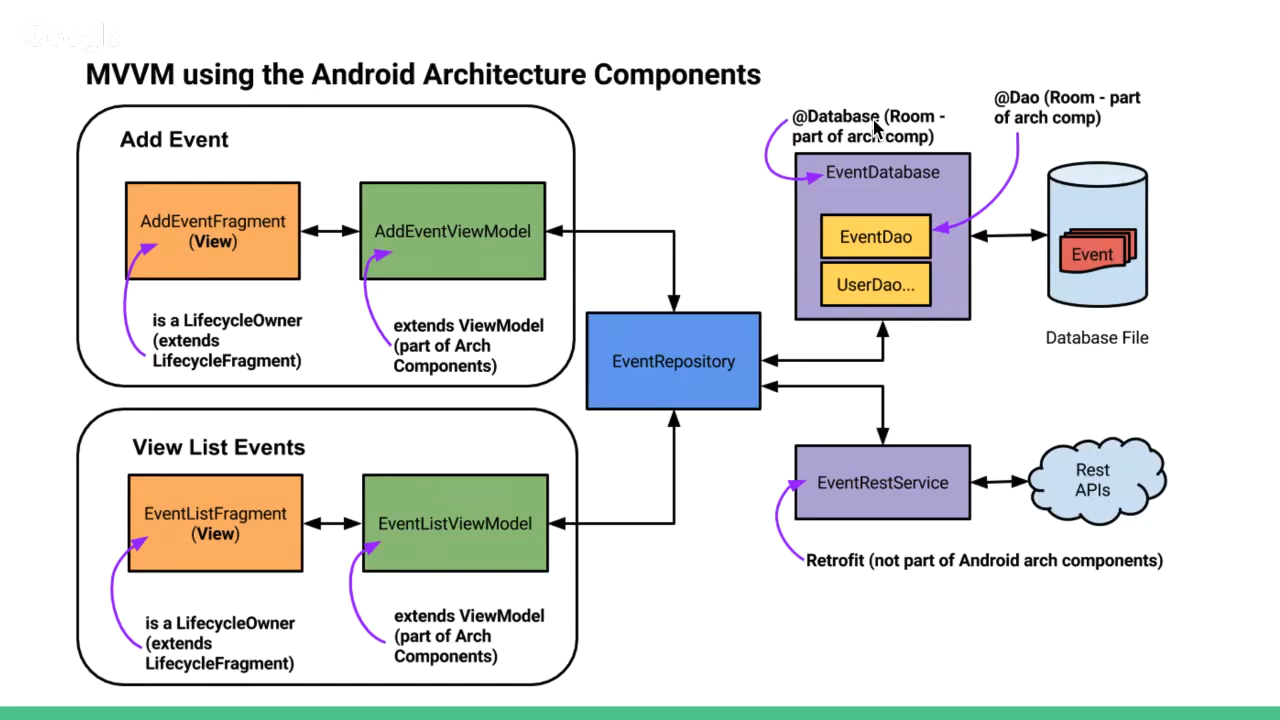 Google
MVVM using the Android Architecture Components
Add Event
AddEventFragment
(View)
AddEventViewModel
is a LifecycleOwner
(extends
LifecycleFragment)
extends ViewModel
(part of Arch
Components)
View List Events
EventListFragment
(View)
EventListViewModel
is a LifecycleOwner
(extends
LifecycleFragment)
extends ViewModel
(part of Arch
Components)
EventRepository
@Database (Room -
part of arch comp)
@Dao (Room - part
of arch comp)
EventDatabase
EventDao
UserDao...
Event
Database File
EventRestService
Rest
APIs
Retrofit (not part of Android arch components)